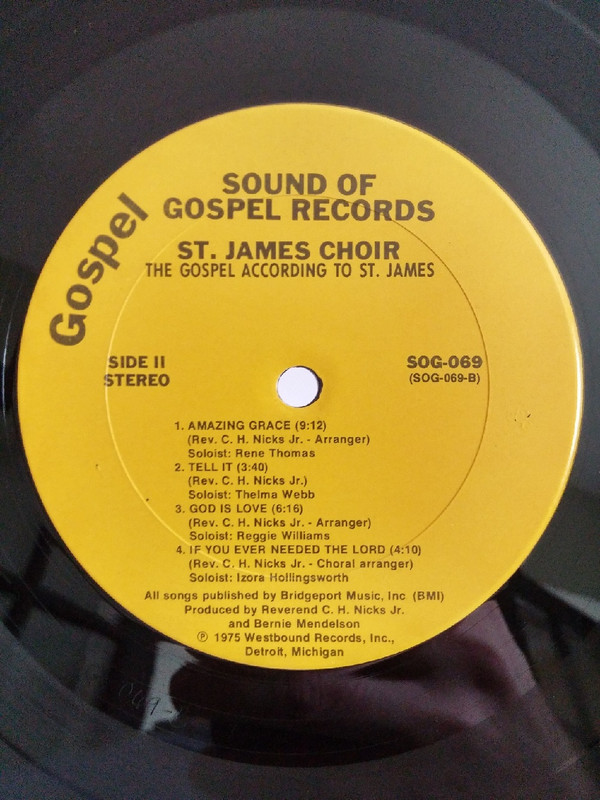 Gospel
SOUND OF
GOSPEL RECORDS
ST. JAMES CHOIR
THE GOSPEL ACCORDING TO ST. JAMES
SIDE II
STEREO
SOG-069
(SOG-069-B)
1. AMAZING GRACE (9:12)
(Rev. C. H. Nicks Jr. - Arranger)
Soloist: Rene Thomas
2. TELL IT (3:40)
(Rev. C. H. Nicks Jr.)
Soloist: Thelma Webb
3. GOD IS LOVE (6:16)
(Rev. C. H. Nicks Jr. - Arranger)
Soloist: Reggie Williams
4. IF YOU EVER NEEDED THE LORD (4:10)
(Rev. C. H. Nicks Jr. - Choral arranger)
Soloist: Izora Hollingsworth
All songs published by Bridgeport Music, Inc (BMI)
Produced by Reverend C. H. Nicks Jr.
and Bernie Mendelson
℗ 1975 Westbound Records, Inc.,
Detroit, Michigan